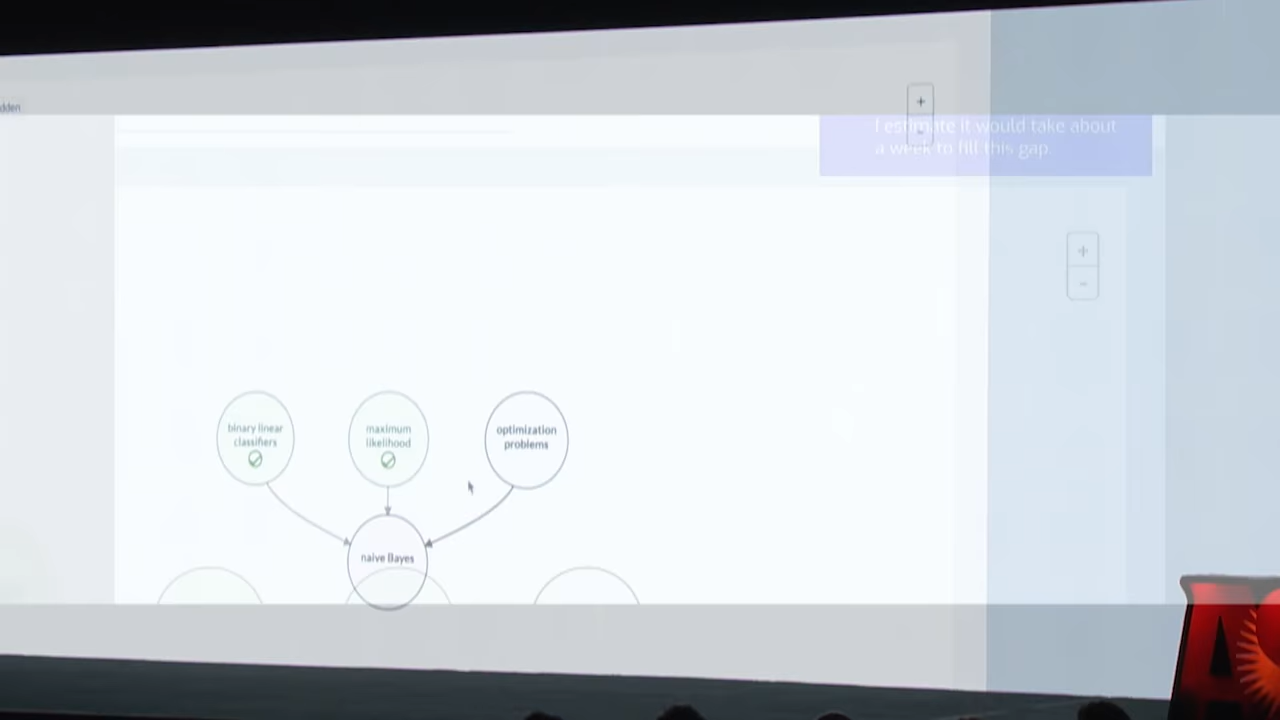 dden
+
I estimate it would take about
a week to fill this gap.
+
-
binary linear
classifiers
maximum
likelihood
optimization
problems
naive Bayes
A